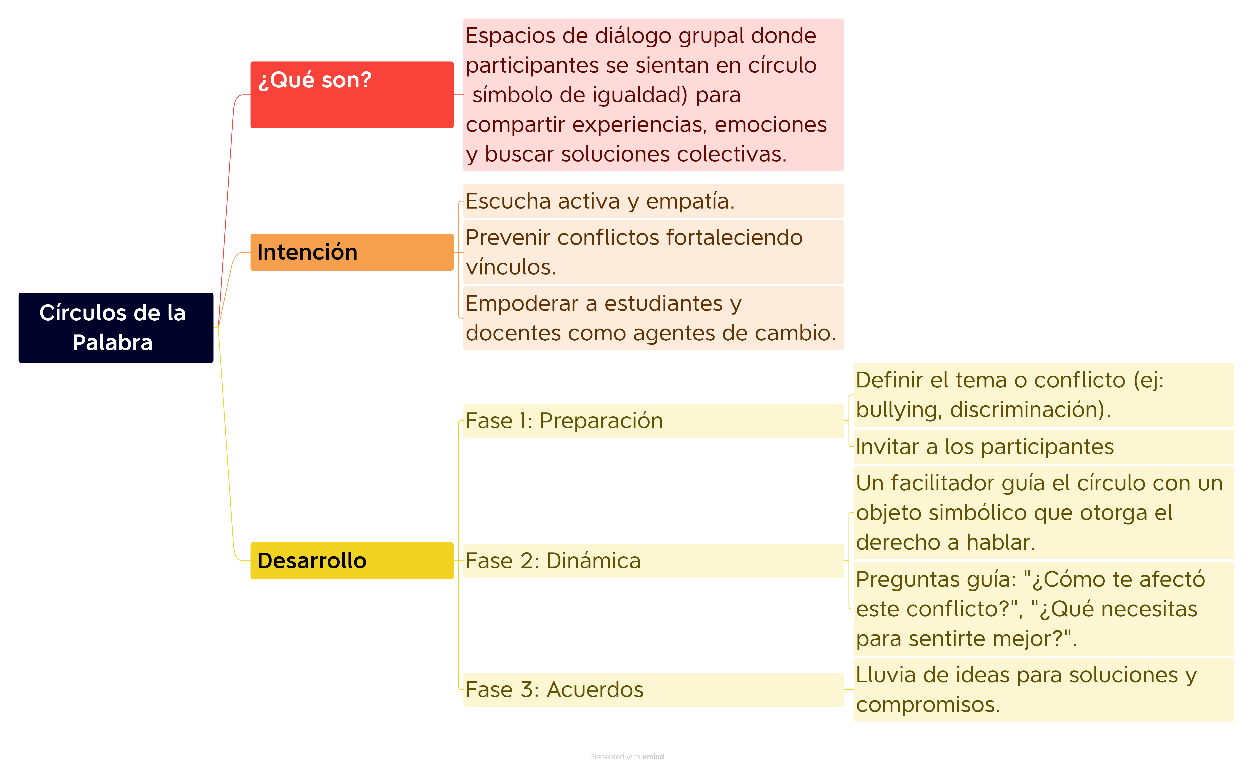 ¿Qué son?
Espacios de diálogo grupal donde
participantes se sientan en círculo
símbolo de igualdad) para
compartir experiencias, emociones
y buscar soluciones colectivas.
Intención
Escucha activa y empatía.
Prevenir conflictos fortaleciendo
vínculos.
Empoderar a estudiantes y
docentes como agentes de cambio.
Círculos de la
Palabra
Desarrollo
Fase 1: Preparación
Definir el tema o conflicto (ej:
bullying, discriminación).
Invitar a los participantes
Fase 2: Dinámica
Un facilitador guía el círculo con un
objeto simbólico que otorga el
derecho a hablar.
Preguntas guía: "¿Cómo te afectó
este conflicto?", "¿Qué necesitas
para sentirte mejor?".
Fase 3: Acuerdos
Lluvia de ideas para soluciones y
compromisos.
Presented with xmind